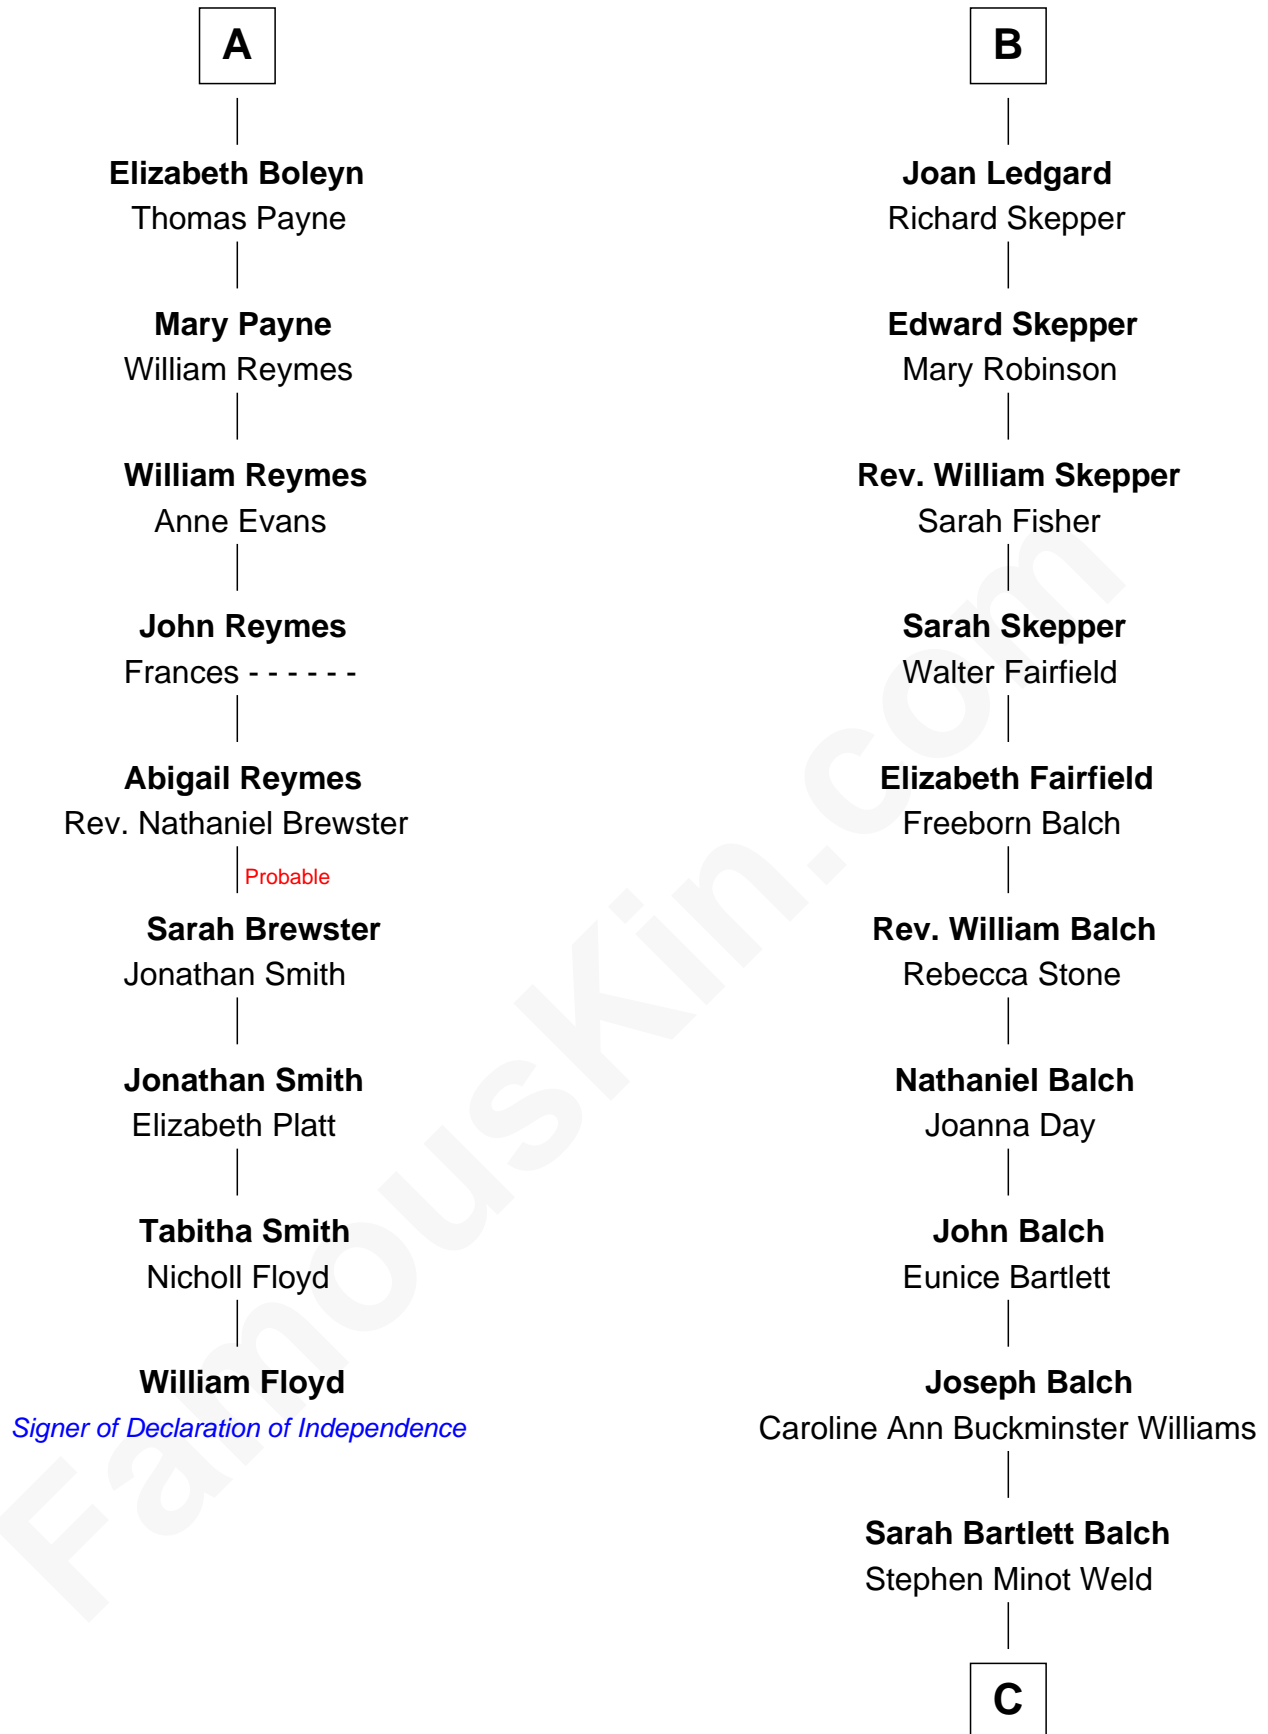 A
Elizabeth Boleyn
Thomas Payne
Mary Payne
William Reymes
William Reymes
Anne Evans
John Reymes
Frances - - - - - -
Abigail Reymes
Rev. Nathaniel Brewster
Probable
Sarah Brewster
Jonathan Smith
Jonathan Smith
Elizabeth Platt
Tabitha Smith
Nicholl Floyd
William Floyd
Signer of Declaration of Independence
B
Joan Ledgard
Richard Skepper
Edward Skepper
Mary Robinson
Rev. William Skepper
Sarah Fisher
Sarah Skepper
Walter Fairfield
Elizabeth Fairfield
Freeborn Balch
Rev. William Balch
Rebecca Stone
Nathaniel Balch
Joanna Day
John Balch
Eunice Bartlett
Joseph Balch
Caroline Ann Buckminster Williams
Sarah Bartlett Balch
Stephen Minot Weld
C
FamousKin.com